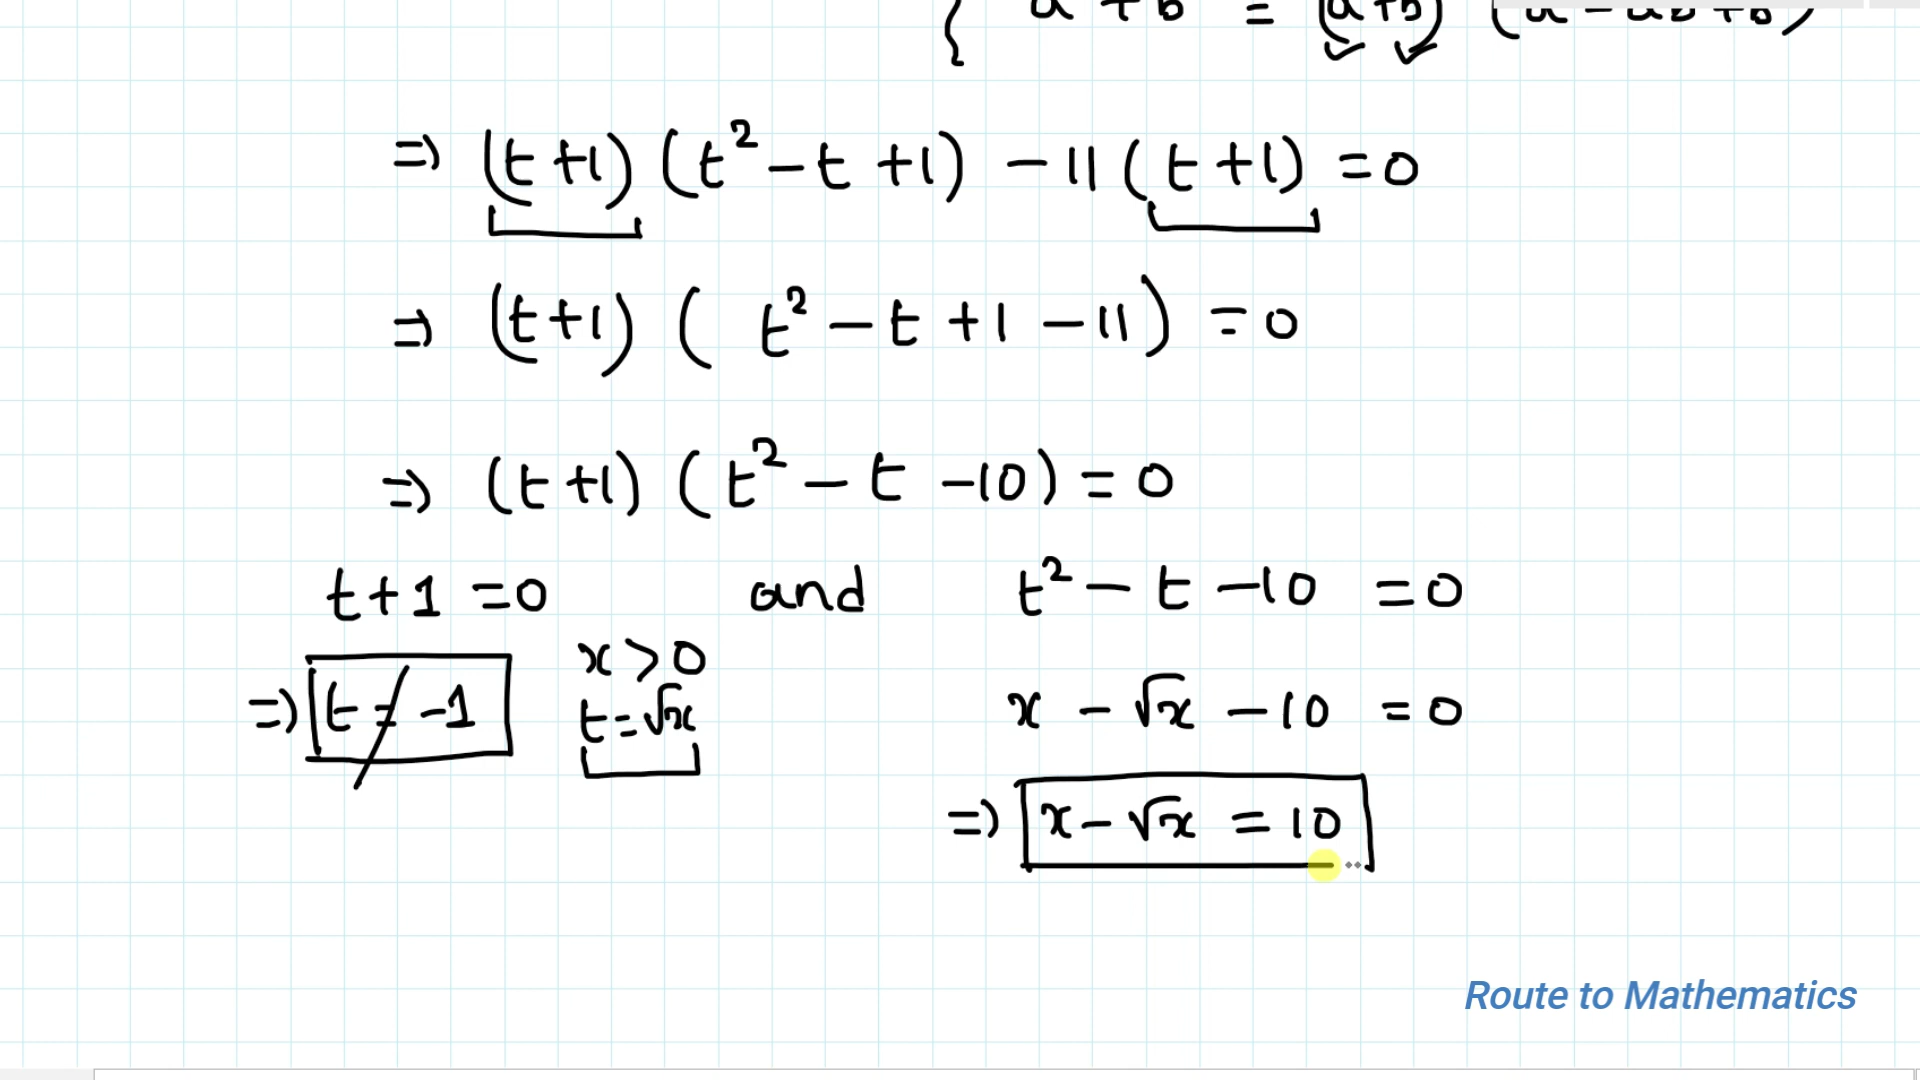 a + b = (a+b) (a - ab + b)
⇒ (t+1) (t² - t + 1) - 11 (t+1) = 0
⇒ (t+1) ( t² - t + 1 - 11) = 0
⇒ (t+1) (t² - t - 10) = 0
t + 1 = 0 and t² - t - 10 = 0
⇒ t = -1 x > 0 x - √x - 10 = 0
t = √x
⇒ x - √x = 10
Route to Mathematics